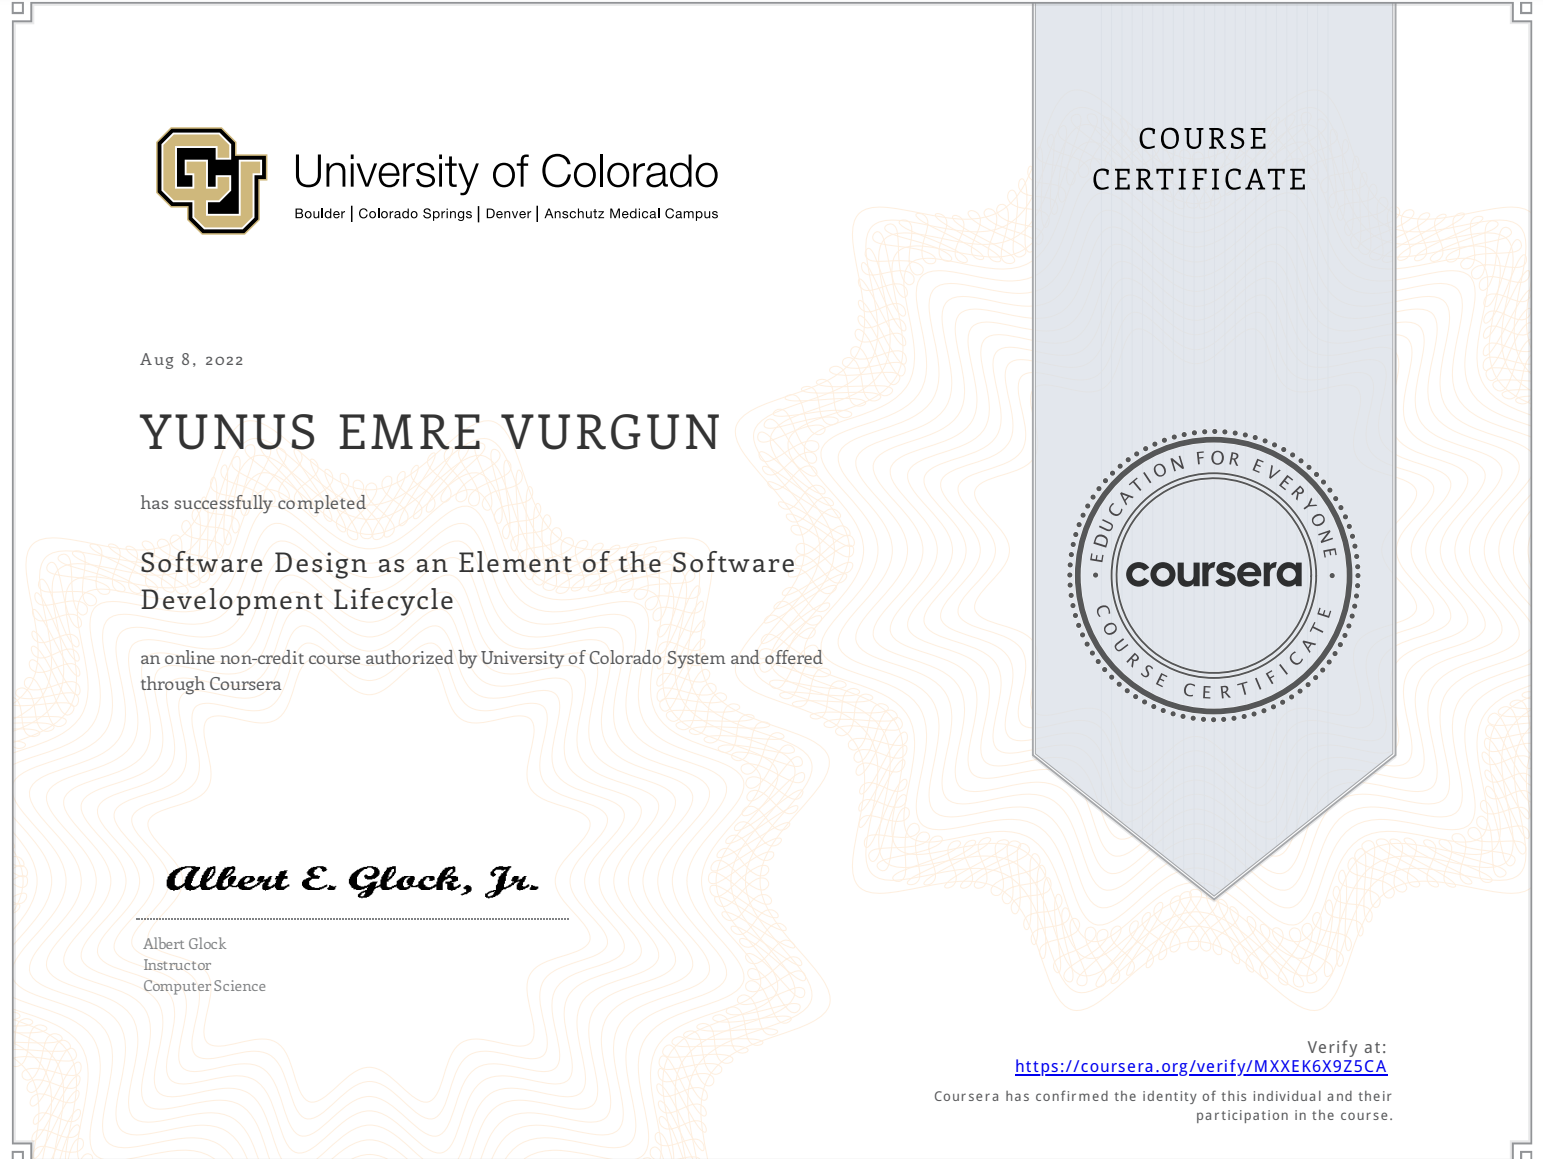 University of Colorado
Boulder | Colorado Springs | Denver | Anschutz Medical Campus
COURSE
CERTIFICATE
Aug 8, 2022
YUNUS EMRE VURGUN
has successfully completed
Software Design as an Element of the Software
Development Lifecycle
an online non-credit course authorized by University of Colorado System and offered
through Coursera
EDUCATION FOR EVERYONE
coursera
COURSE CERTIFICATE
Albert E. Glock, Jr.
Albert Glock
Instructor
Computer Science
Verify at:
https://coursera.org/verify/MXXEK6X9Z5CA
Coursera has confirmed the identity of this individual and their
participation in the course.